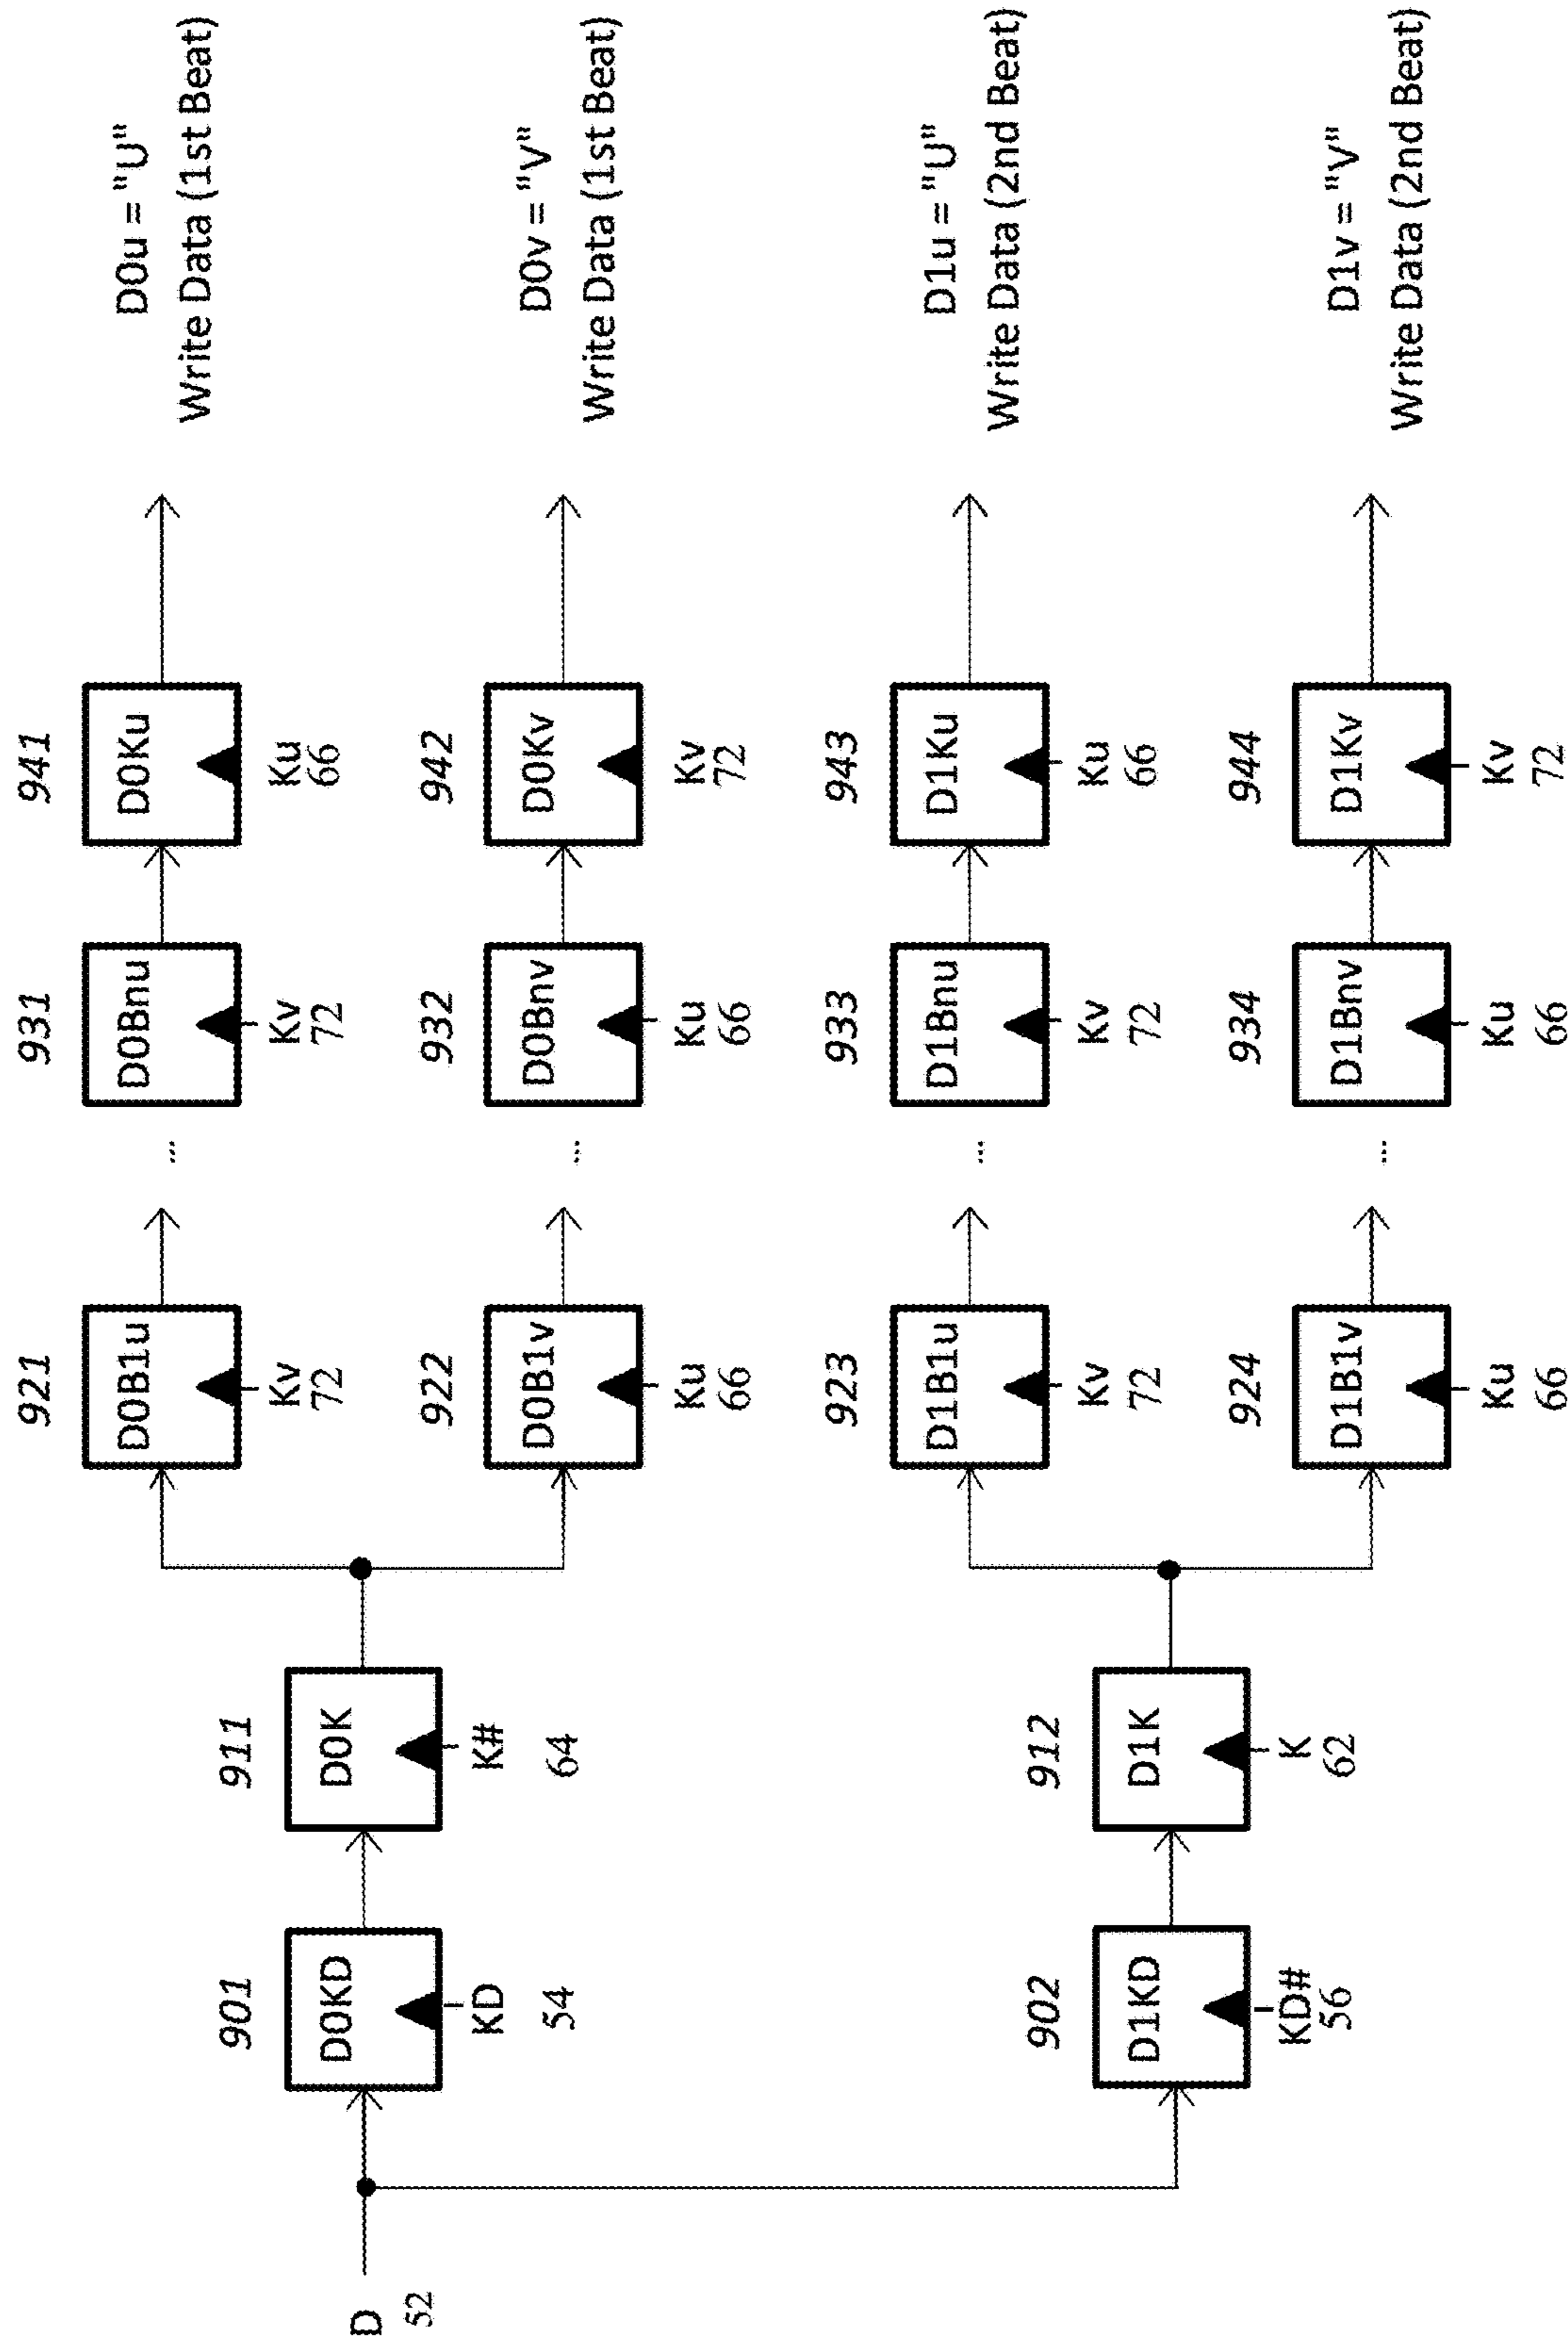 D
52
901
D0KD
KD
54
911
D0K
K#
64
921
D0B1u
Kv
72
...
931
D0Bnu
Kv
72
941
D0Ku
Ku
66
D0u = "U"
Write Data (1st Beat)
922
D0B1v
Ku
66
...
932
D0Bnv
Ku
66
942
D0Kv
Kv
72
D0v = "V"
Write Data (1st Beat)
902
D1KD
KD#
56
912
D1K
K
62
923
D1B1u
Kv
72
...
933
D1Bnu
Kv
72
943
D1Ku
Ku
66
D1u = "U"
Write Data (2nd Beat)
924
D1B1v
Ku
66
...
934
D1Bnv
Ku
66
944
D1Kv
Kv
72
D1v = "V"
Write Data (2nd Beat)